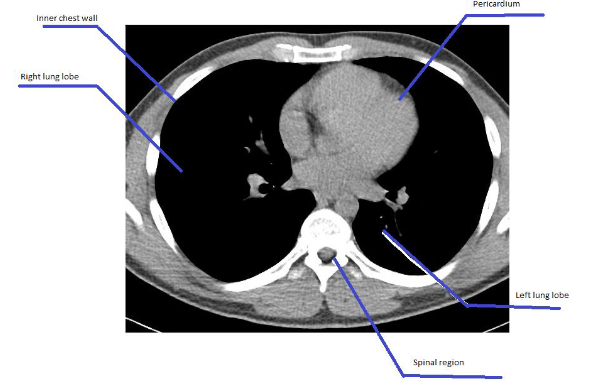 Pericardium
Inner chest wall
Right lung lobe
Left lung lobe
Spinal region